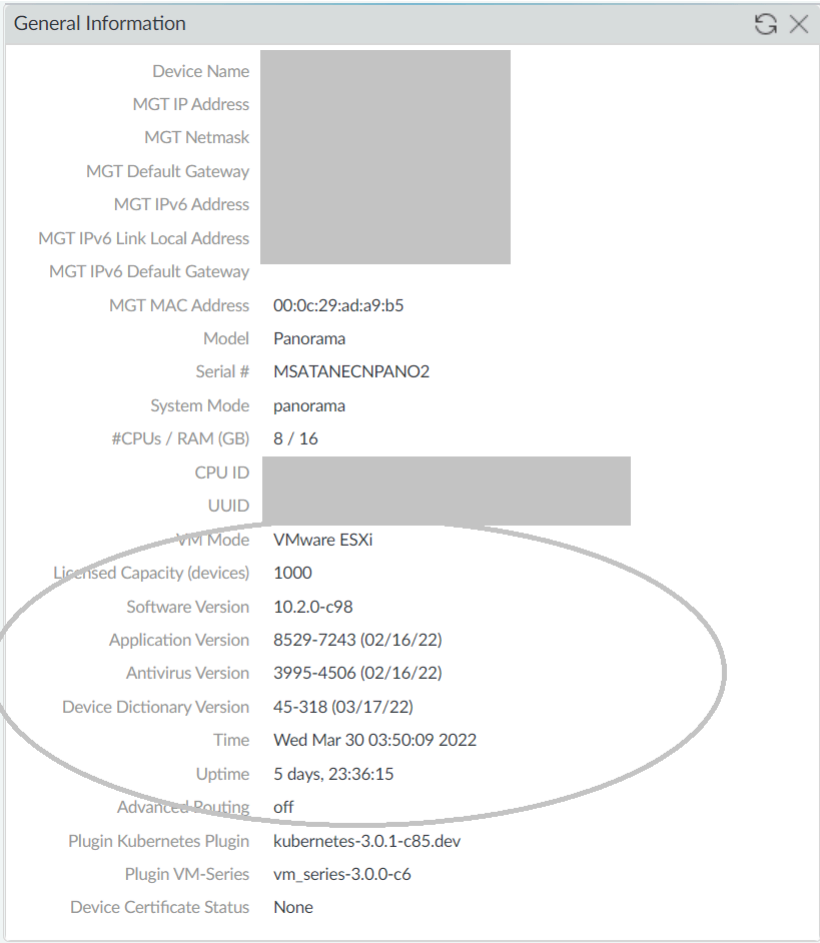 General Information
Device Name
MGT IP Address
MGT Netmask
MGT Default Gateway
MGT IPv6 Address
MGT IPv6 Link Local Address
MGT IPv6 Default Gateway
MGT MAC Address 00:0c:29:ad:a9:b5
Model Panorama
Serial # MSATANECNPANO2
System Mode panorama
#CPUs / RAM (GB) 8 / 16
CPU ID
UUID
VM Mode VMware ESXi
Licensed Capacity (devices) 1000
Software Version 10.2.0-c98
Application Version 8529-7243 (02/16/22)
Antivirus Version 3995-4506 (02/16/22)
Device Dictionary Version 45-318 (03/17/22)
Time Wed Mar 30 03:50:09 2022
Uptime 5 days, 23:36:15
Advanced Routing off
Plugin Kubernetes Plugin kubernetes-3.0.1-c85.dev
Plugin VM-Series vm_series-3.0.0-c6
Device Certificate Status None